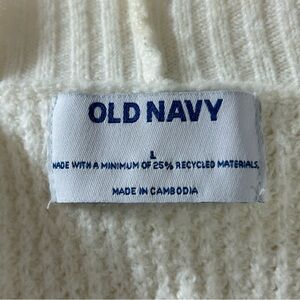 OLD NAVY
L
MADE WITH A MINIMUM OF 25% RECYCLED MATERIALS,
MADE IN CAMBODIA